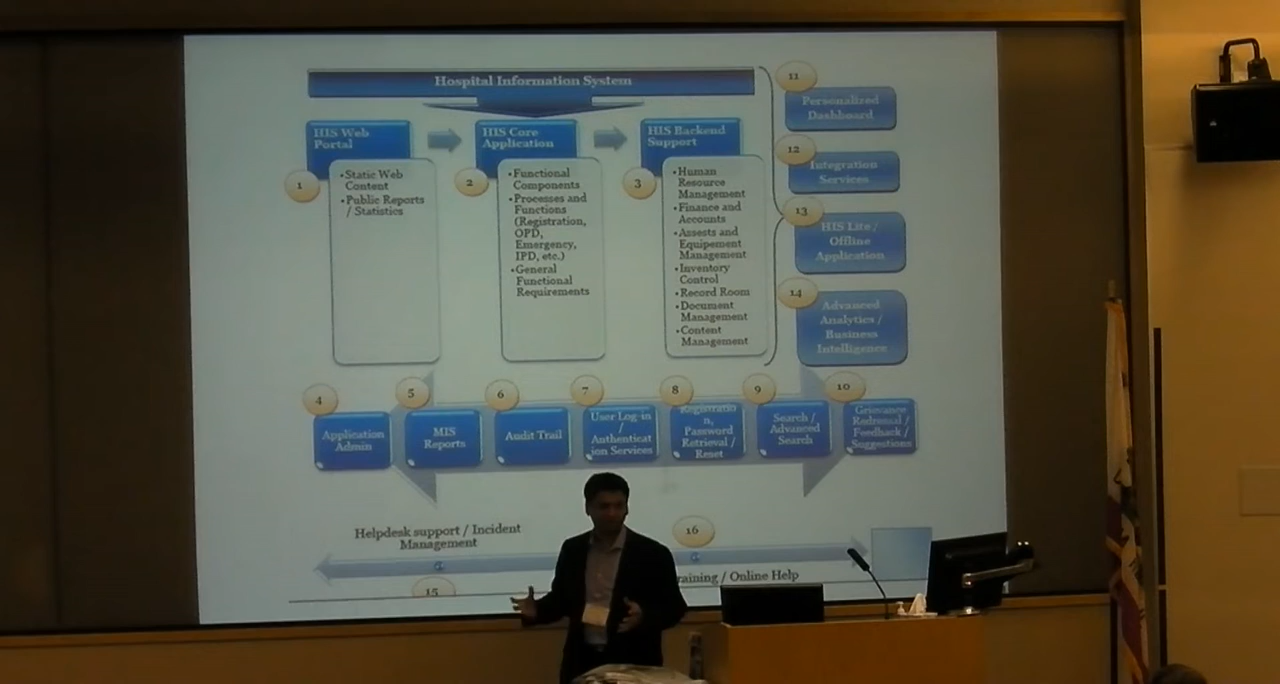 Hospital Information System
HIS Web
Portal
1
•Static Web
Content
•Public Reports
/ Statistics
HIS Core
Application
2
•Functional
Components
•Processes and
Functions
(Registration,
OPD,
Emergency,
IPD, etc.)
•General
Functional
Requirements
HIS Backend
Support
3
•Human
Resource
Management
•Finance and
Accounts
•Assests and
Equipement
Management
•Inventory
Control
•Record Room
•Document
Management
•Content
Management
11
Personalized
Dashboard
12
Integration
Services
13
HIS Lite /
Offline
Application
14
Advanced
Analytics /
Business
Intelligence
4
Application
Admin
5
MIS
Reports
6
Audit Trail
7
User Log-in
/
Authenticat
ion Services
8
Registratio
n,
Password
Retrieval /
Reset
9
Search /
Advanced
Search
10
Grievance
Redressal /
Feedback /
Suggestions
Helpdesk support / Incident
Management
15
16
raining / Online Help